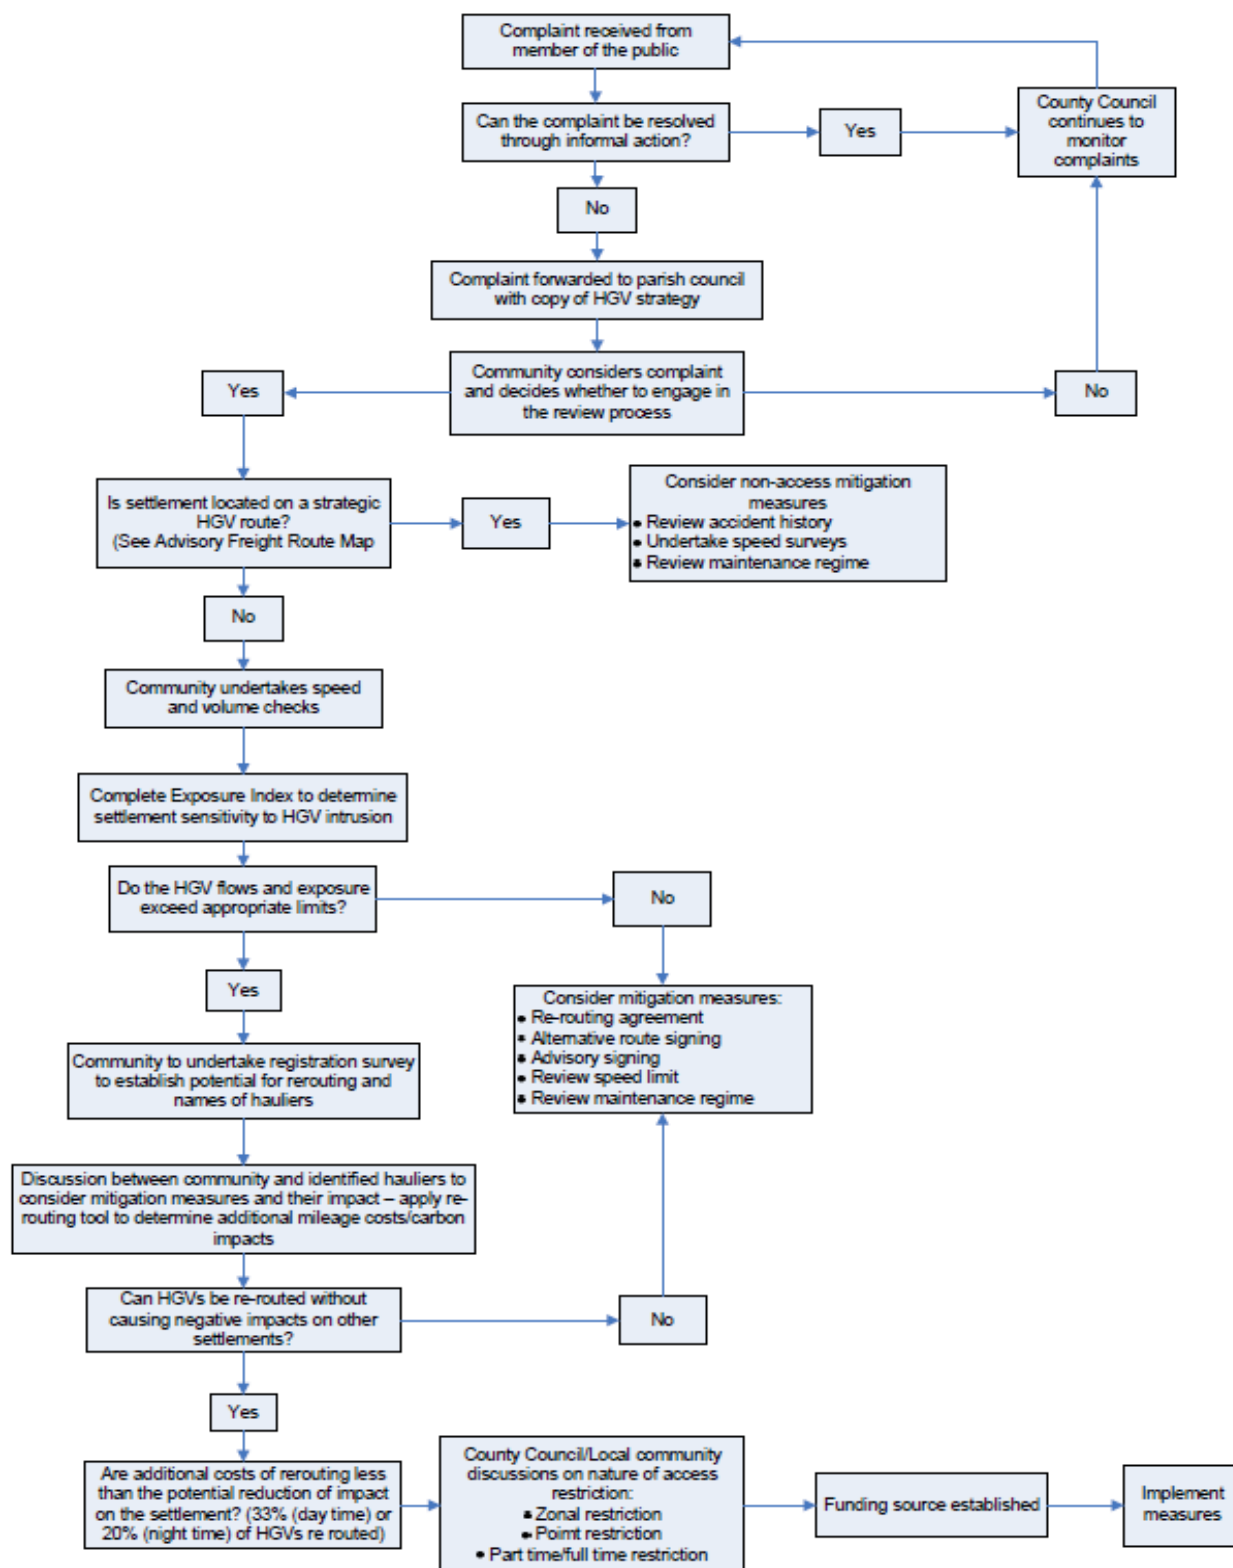 Complaint received from
member of the public
Can the complaint be resolved
through informal action?
Yes
County Council
continues to
monitor
complaints
No
Complaint forwarded to parish council
with copy of HGV strategy
Community considers complaint
and decides whether to engage in
the review process
Yes
No
Is settlement located on a strategic
HGV route?
(See Advisory Freight Route Map
Yes
Consider non-access mitigation
measures
• Review accident history
• Undertake speed surveys
• Review maintenance regime
No
Community undertakes speed
and volume checks
Complete Exposure Index to determine
settlement sensitivity to HGV intrusion
Do the HGV flows and exposure
exceed appropriate limits?
No
Yes
Consider mitigation measures:
• Re-routing agreement
• Alternative route signing
• Advisory signing
• Review speed limit
• Review maintenance regime
Community to undertake registration survey
to establish potential for rerouting and
names of hauliers
Discussion between community and identified hauliers to
consider mitigation measures and their impact – apply re-
routing tool to determine additional mileage costs/carbon
impacts
Can HGVs be re-routed without
causing negative impacts on other
settlements?
No
Yes
Are additional costs of rerouting less
than the potential reduction of impact
on the settlement? (33% (day time) or
20% (night time) of HGVs re routed)
County Council/Local community
discussions on nature of access
restriction:
• Zonal restriction
• Poimt restriction
• Part time/full time restriction
Funding source established
Implement
measures